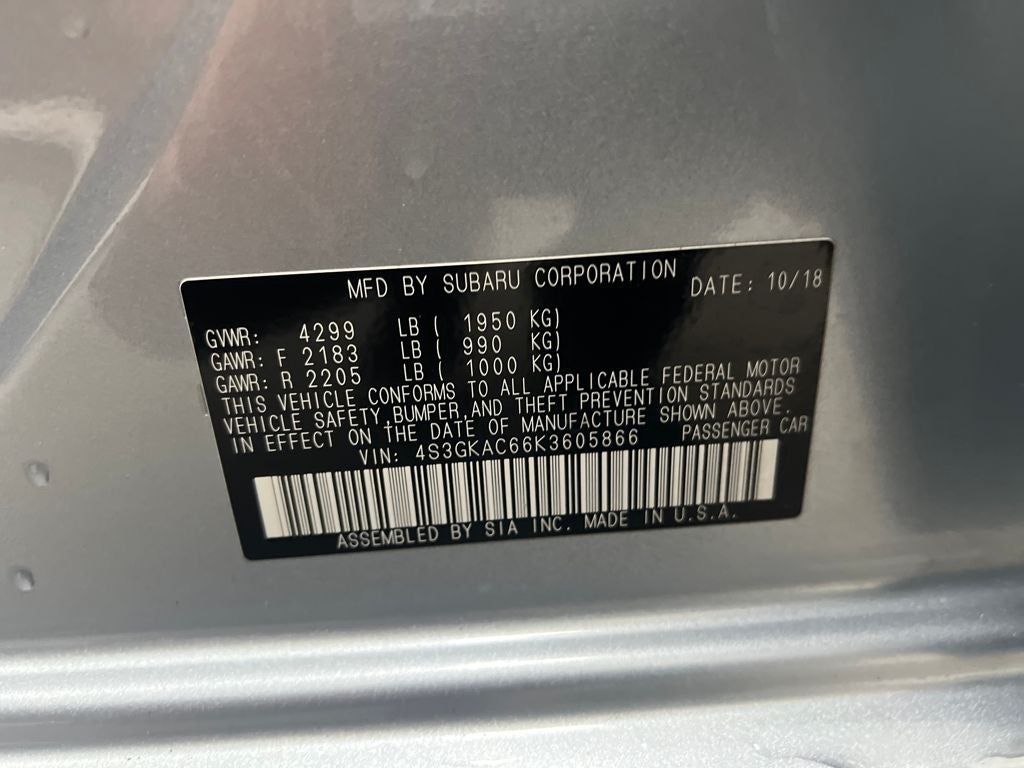 MFD BY SUBARU CORPORATION DATE: 10/18
GVWR: 4299 LB ( 1950 KG)
GAWR: F 2183 LB ( 990 KG)
GAWR: R 2205 LB ( 1000 KG)
THIS VEHICLE CONFORMS TO ALL APPLICABLE FEDERAL MOTOR
VEHICLE SAFETY, BUMPER, AND THEFT PREVENTION STANDARDS
IN EFFECT ON THE DATE OF MANUFACTURE SHOWN ABOVE.
VIN: 4S3GKAC66K3605866 PASSENGER CAR
ASSEMBLED BY SIA INC. MADE IN U.S.A.